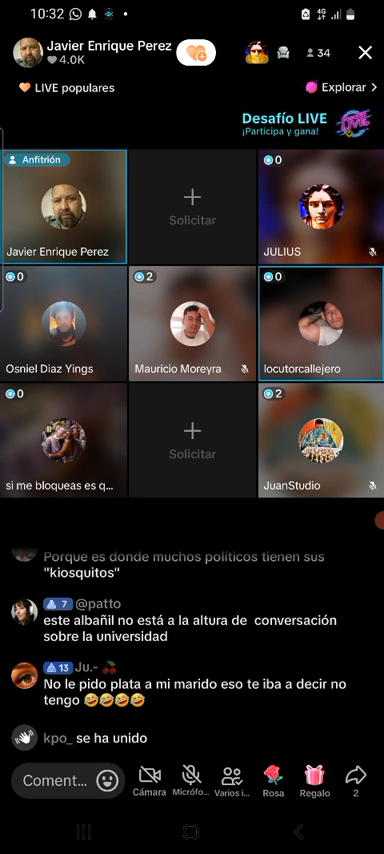 10:32
4G
Javier Enrique Perez
4.0K
34
LIVE populares
Explorar
Desafío LIVE
¡Participa y gana!
Anfitrión
Javier Enrique Perez
Solicitar
0
JULIUS
0
Osniel Diaz Yings
2
Mauricio Moreyra
0
locutorcallejero
0
si me bloqueas es q...
Solicitar
2
JuanStudio
Porque es donde muchos políticos tienen sus
"kiosquitos"
7 @patto
este albañil no está a la altura de conversación
sobre la universidad
13 Ju.- 🍒
No le pido plata a mi marido eso te iba a decir no
tengo 🤣🤣🤣🤣
kpo_ se ha unido
Coment...
Cámara
Micrófo...
Varios i...
Rosa
Regalo
2